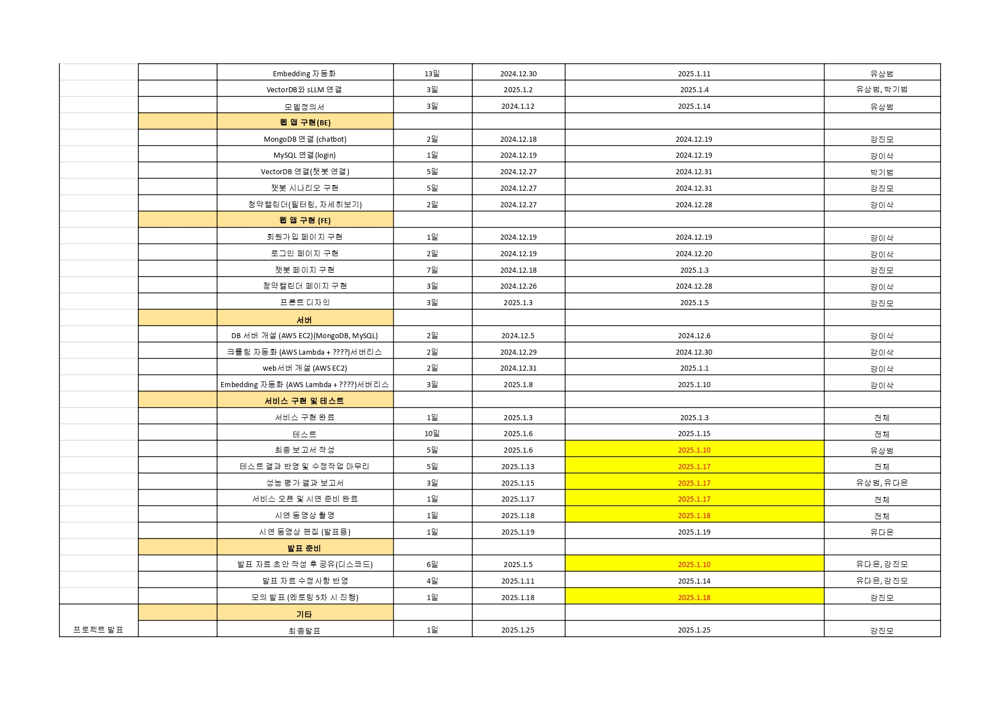 Embedding 자동화 13일 2024.12.30 2025.1.11 유상범
VectorDB와 sLLM 연결 3일 2025.1.2 2025.1.4 유상범, 박기범
모델정의서 3일 2024.1.12 2025.1.14 유상범
웹 앱 구현(BE)
MongoDB 연결 (chatbot) 2일 2024.12.18 2024.12.19 강진모
MySQL 연결(login) 1일 2024.12.19 2024.12.19 강이삭
VectorDB 연결(챗봇 연결) 5일 2024.12.27 2024.12.31 박기범
챗봇 시나리오 구현 5일 2024.12.27 2024.12.31 강진모
청약캘린더(필터링, 자세히보기) 2일 2024.12.27 2024.12.28 강이삭
웹 앱 구현 (FE)
회원가입 페이지 구현 1일 2024.12.19 2024.12.19 강이삭
로그인 페이지 구현 2일 2024.12.19 2024.12.20 강이삭
챗봇 페이지 구현 7일 2024.12.18 2025.1.3 강진모
청약캘린더 페이지 구현 3일 2024.12.26 2024.12.28 강이삭
프론트 디자인 3일 2025.1.3 2025.1.5 강진모
서버
DB 서버 개설 (AWS EC2)(MongoDB, MySQL) 2일 2024.12.5 2024.12.6 강이삭
크롤링 자동화 (AWS Lambda + ????)서버리스 2일 2024.12.29 2024.12.30 강이삭
web서버 개설 (AWS EC2) 2일 2024.12.31 2025.1.1 강이삭
Embedding 자동화 (AWS Lambda + ????)서버리스 3일 2025.1.8 2025.1.10 강이삭
서비스 구현 및 테스트
서비스 구현 완료 1일 2025.1.3 2025.1.3 전체
테스트 10일 2025.1.6 2025.1.15 전체
최종 보고서 작성 5일 2025.1.6 2025.1.10 유상범
테스트 결과 반영 및 수정작업 마무리 5일 2025.1.13 2025.1.17 전체
성능 평가 결과 보고서 3일 2025.1.15 2025.1.17 유상범, 유다은
서비스 오픈 및 시연 준비 완료 1일 2025.1.17 2025.1.17 전체
시연 동영상 촬영 1일 2025.1.18 2025.1.18 전체
시연 동영상 편집 (발표용) 1일 2025.1.19 2025.1.19 유다은
발표 준비
발표 자료 초안 작성 후 공유(디스코드) 6일 2025.1.5 2025.1.10 유다은, 강진모
발표 자료 수정사항 반영 4일 2025.1.11 2025.1.14 유다은, 강진모
모의 발표 (멘토링 5차 시 진행) 1일 2025.1.18 2025.1.18 강진모
기타
프로젝트 발표 최종발표 1일 2025.1.25 2025.1.25 강진모